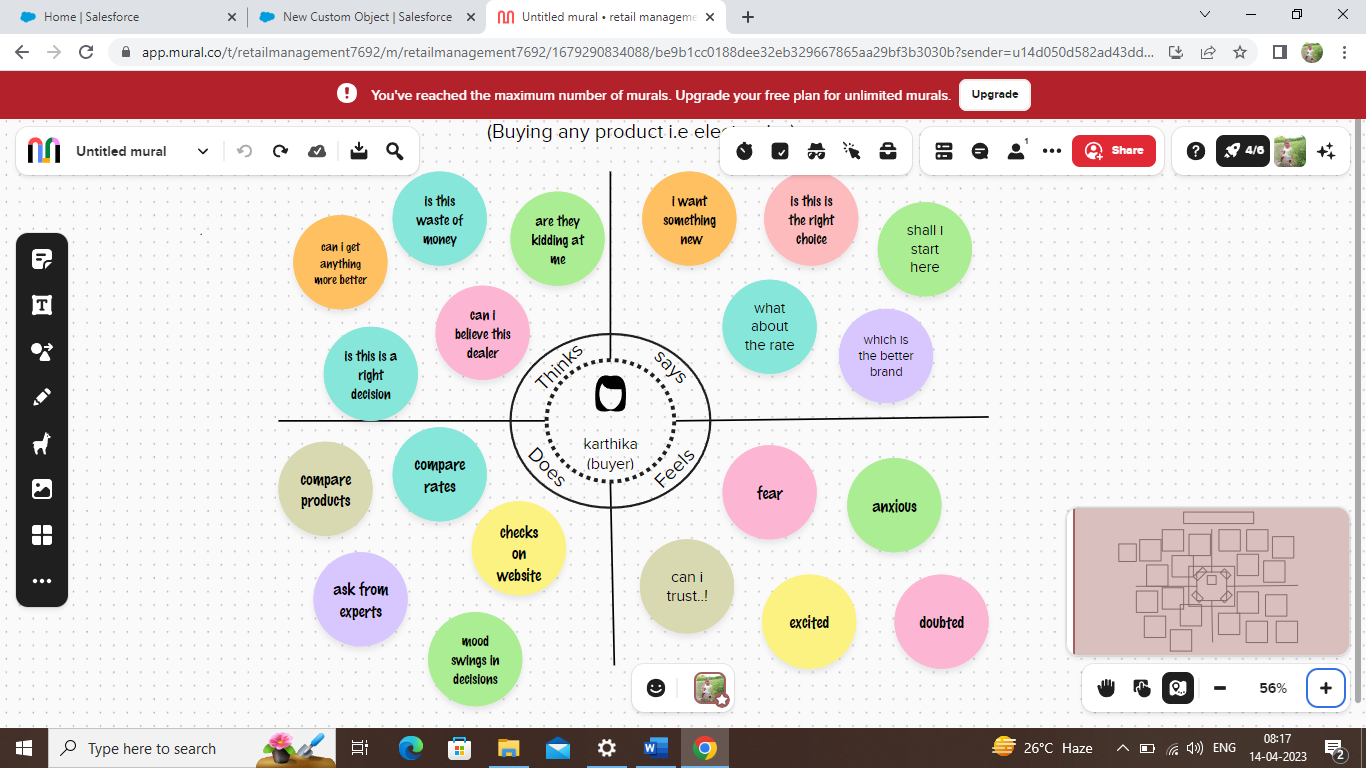 Home | Salesforce
New Custom Object | Salesforce
Untitled mural • retail manageme
app.mural.co/t/retailmanagement7692/m/retailmanagement7692/1679290834088/be9b1cc0188dee32eb329667865aa29bf3b3030b?sender=u14d050d582ad43dd...
You've reached the maximum number of murals. Upgrade your free plan for unlimited murals.
Upgrade
(Buying any product i.e
Untitled mural
1
Share
?
4/6
is this
waste of
money
are they
kidding at
me
can i get
anything
more better
can i
believe this
dealer
is this is a
right
decision
i want
something
new
is this is
the right
choice
shall I
start
here
what
about
the rate
which is
the better
brand
Thinks
says
karthika
(buyer)
Does
Feels
compare
products
compare
rates
checks
on
website
ask from
experts
mood
swings in
decisions
fear
anxious
can i
trust..!
excited
doubted
56%
Type here to search
26°C Haze
ENG
08:17
14-04-2023
2